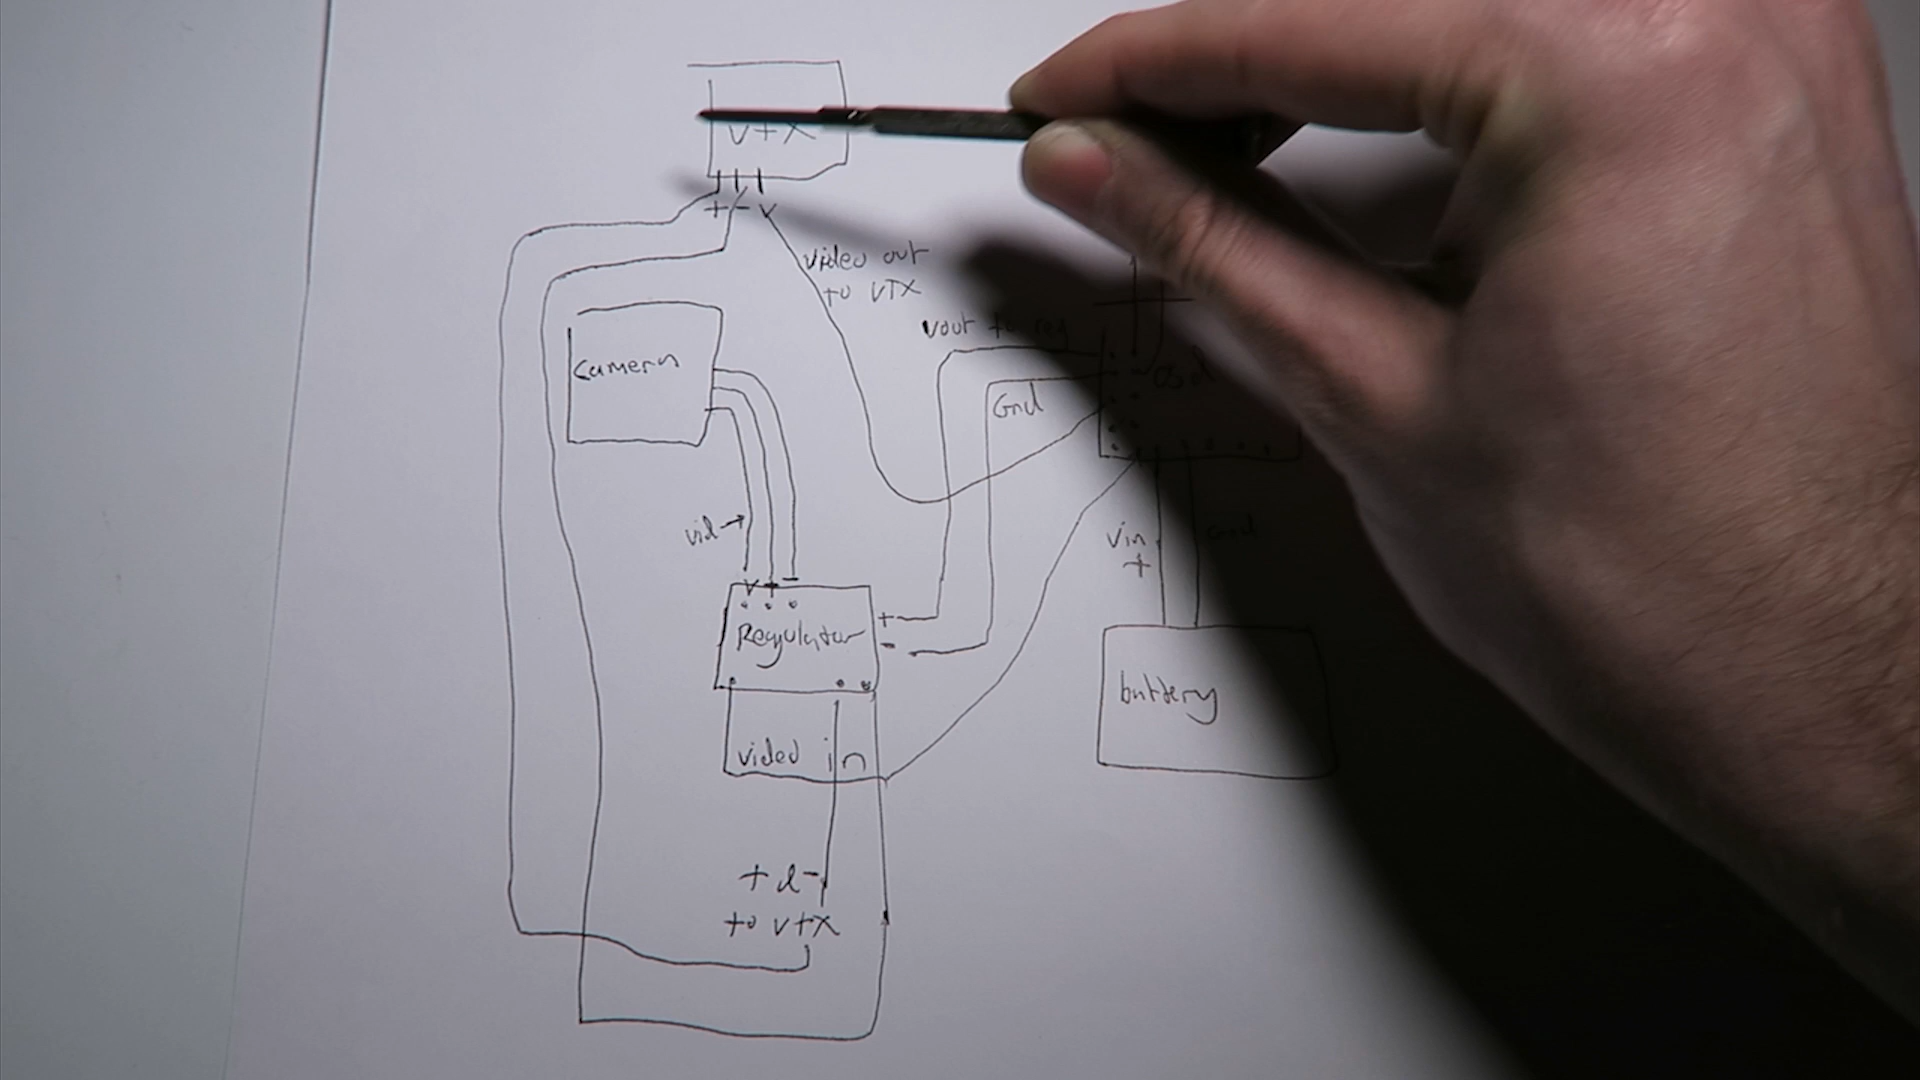 vtx
+ - v
video out
to VTX
vout to reg
camera
osd
Gnd
vid→
Vin
+
Gnd
v + -
Regulator
+
-
battery
video in
+ d -
to vtx